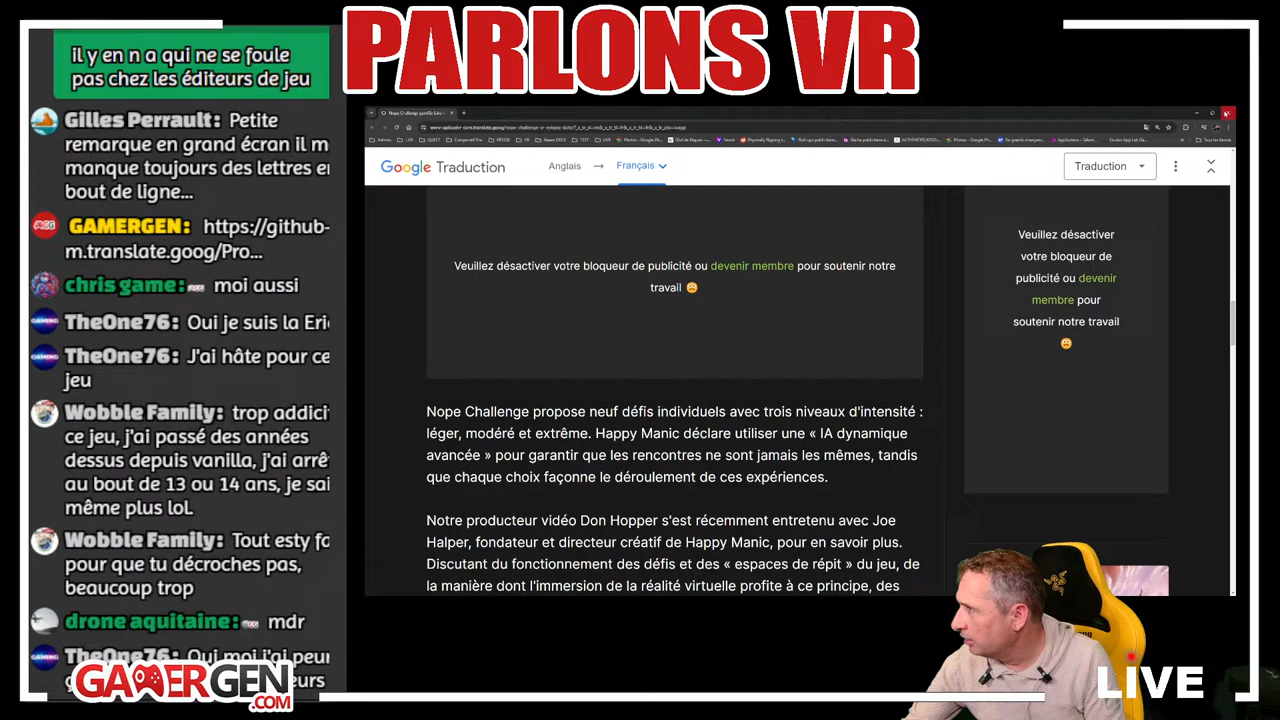 PARLONS VR
il y en n a qui ne se foule
pas chez les éditeurs de jeu
Gilles Perrault: Petite
remarque en grand écran il m
manque toujours des lettres en
bout de ligne...
GAMERGEN: https://github-
m.translate.goog/Pro...
chris game: moi aussi
TheOne76: Oui je suis la Eri
TheOne76: J'ai hâte pour ce
jeu
Wobble Family: trop addicti
ce jeu, j'ai passé des années
dessus depuis vanilla, j'ai arrê
au bout de 13 ou 14 ans, je sai
même plus lol.
Wobble Family: Tout esty fa
pour que tu décroches pas,
beaucoup trop
drone aquitaine: mdr
TheOne76: Oui moi j'ai peur
GAMERGEN
.COM
Google Traduction
Anglais → Français
Traduction
Veuillez désactiver votre bloqueur de publicité ou devenir membre pour soutenir notre
travail
Veuillez désactiver
votre bloqueur de
publicité ou devenir
membre pour
soutenir notre travail
Nope Challenge propose neuf défis individuels avec trois niveaux d'intensité :
léger, modéré et extrême. Happy Manic déclare utiliser une « IA dynamique
avancée » pour garantir que les rencontres ne sont jamais les mêmes, tandis
que chaque choix façonne le déroulement de ces expériences.
Notre producteur vidéo Don Hopper s'est récemment entretenu avec Joe
Halper, fondateur et directeur créatif de Happy Manic, pour en savoir plus.
Discutant du fonctionnement des défis et des « espaces de répit » du jeu, de
la manière dont l'immersion de la réalité virtuelle profite à ce principe, des
LIVE